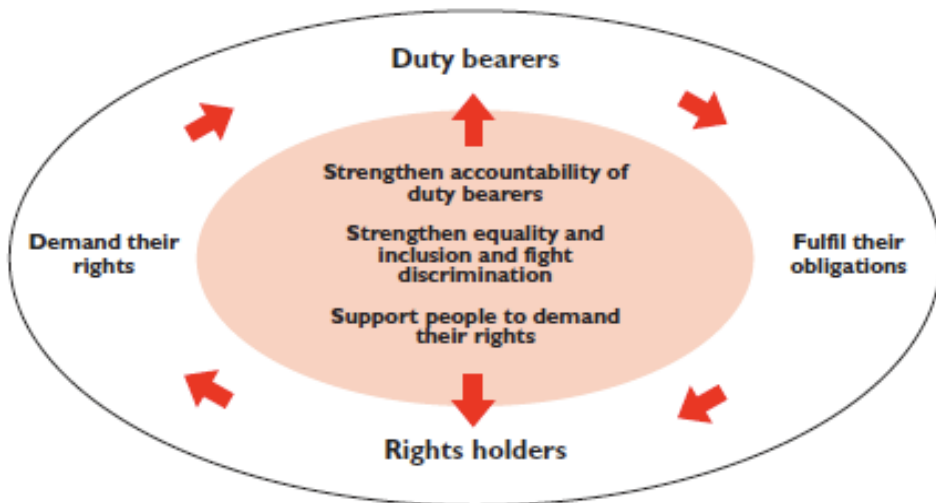 Duty bearers
Strengthen accountability of
duty bearers
Demand their
rights
Strengthen equality and
inclusion and fight
discrimination
Fulfil their
obligations
Support people to demand
their rights
Rights holders